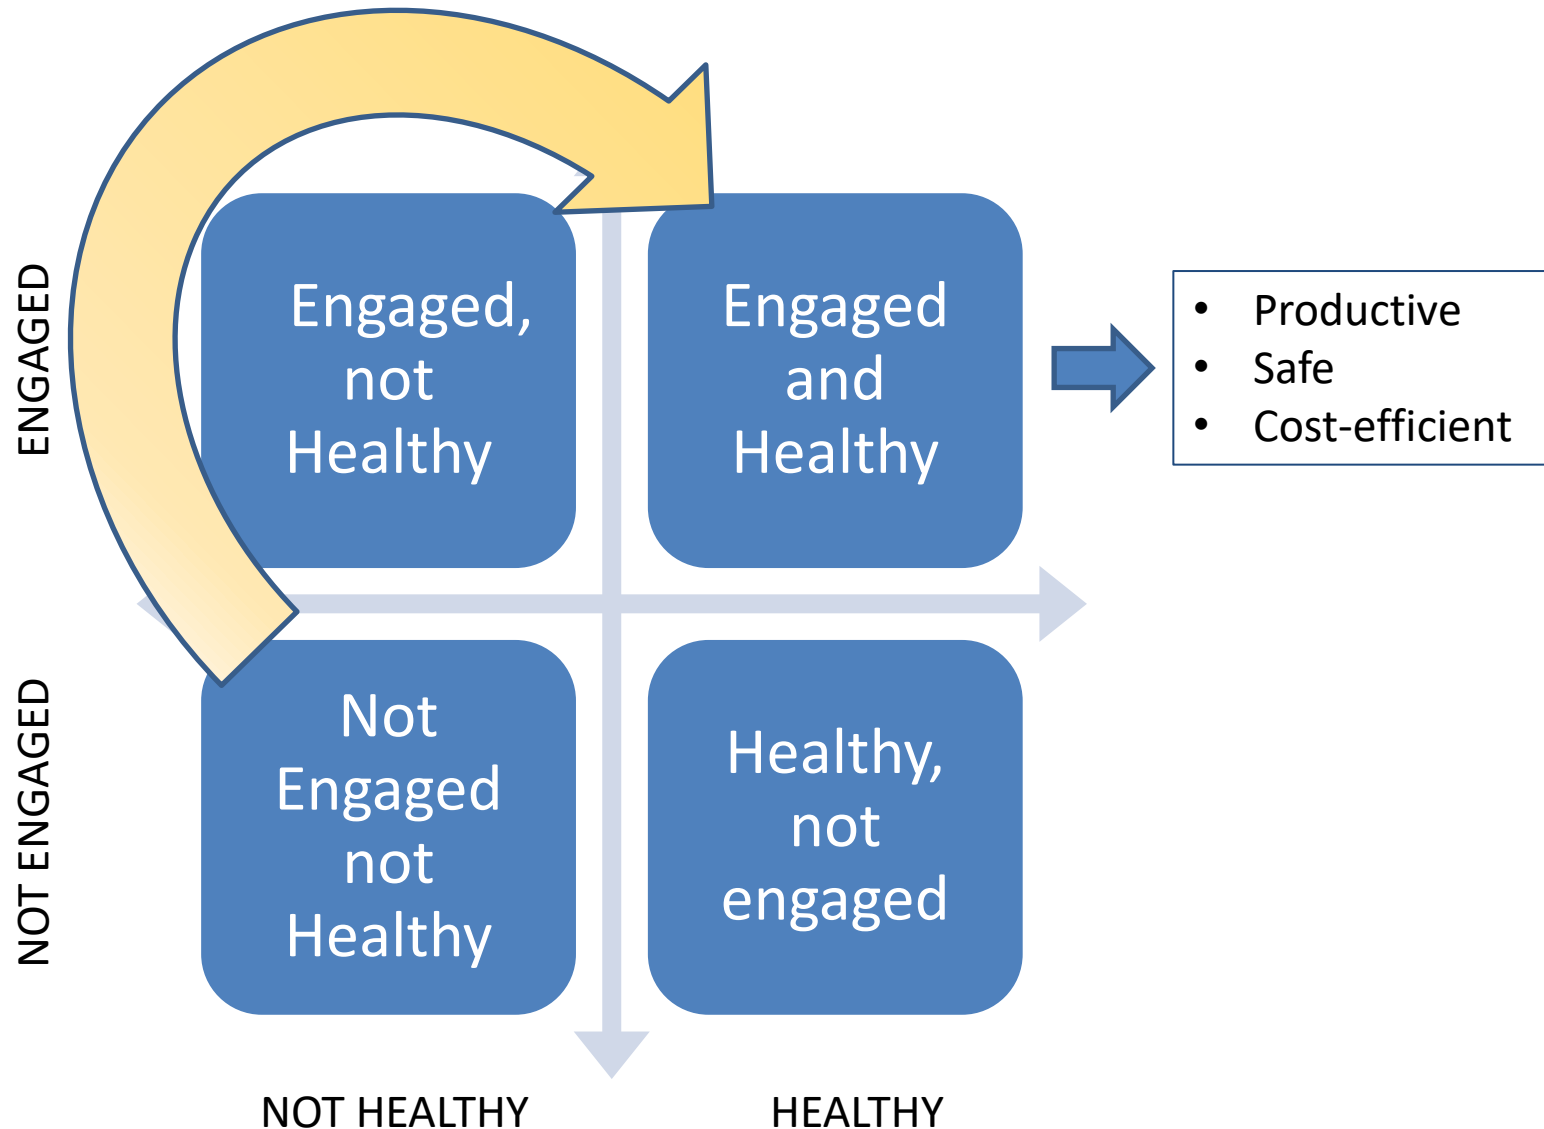 ENGAGED
Engaged,
not
Healthy
Engaged
and
Healthy
• Productive
• Safe
• Cost-efficient
NOT ENGAGED
Not
Engaged
not
Healthy
Healthy,
not
engaged
NOT HEALTHY
HEALTHY